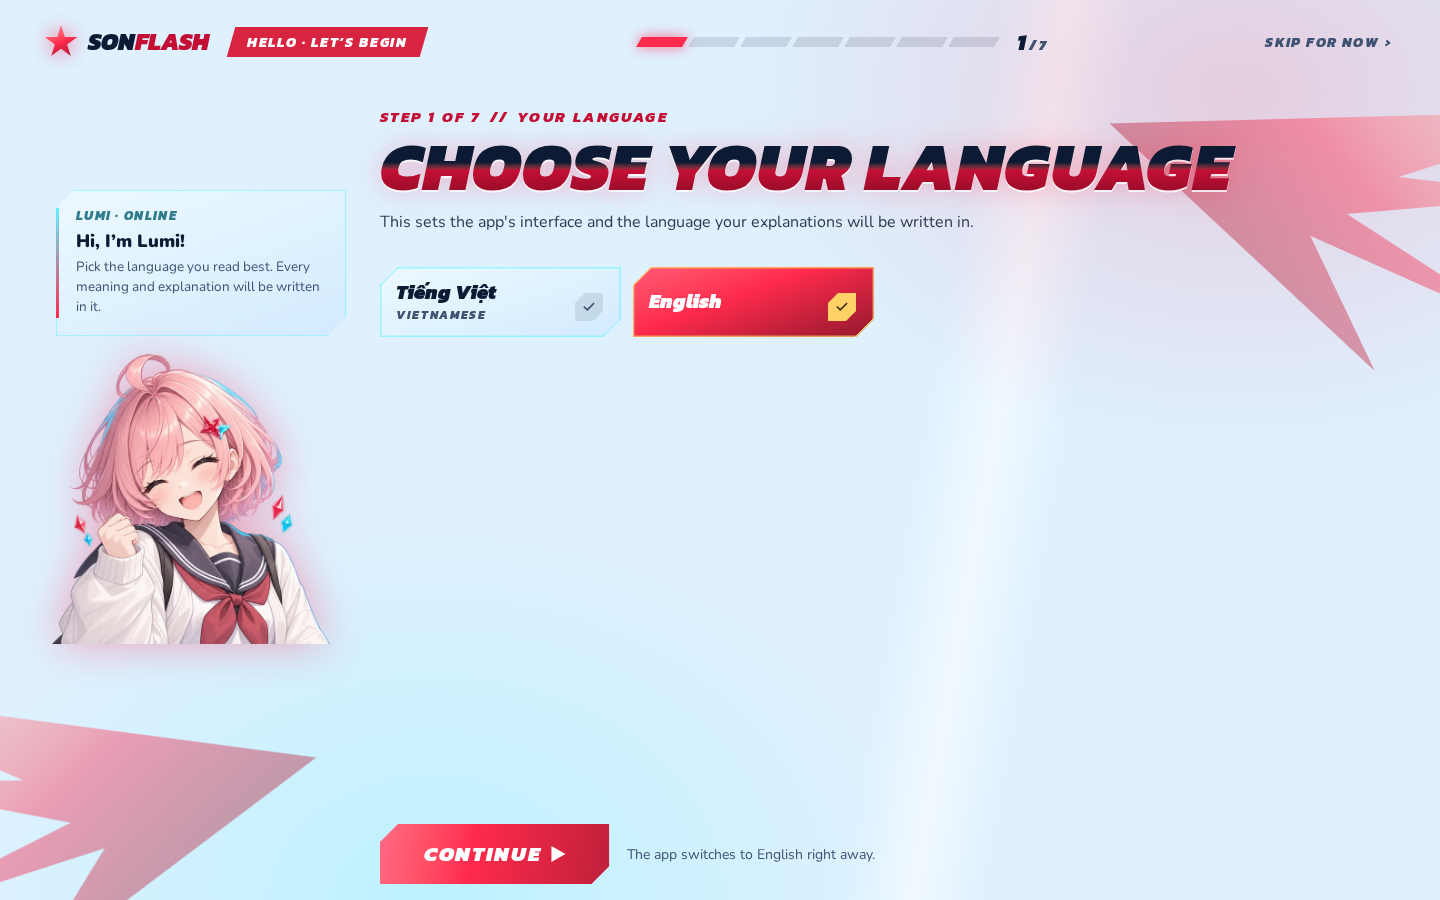 SONFLASH
HELLO · LET'S BEGIN
1 / 7
SKIP FOR NOW >
STEP 1 OF 7 // YOUR LANGUAGE
CHOOSE YOUR LANGUAGE
This sets the app's interface and the language your explanations will be written in.
LUMI · ONLINE
Hi, I’m Lumi!
Pick the language you read best. Every
meaning and explanation will be written
in it.
Tiếng Việt
VIETNAMESE
English
CONTINUE ▶
The app switches to English right away.